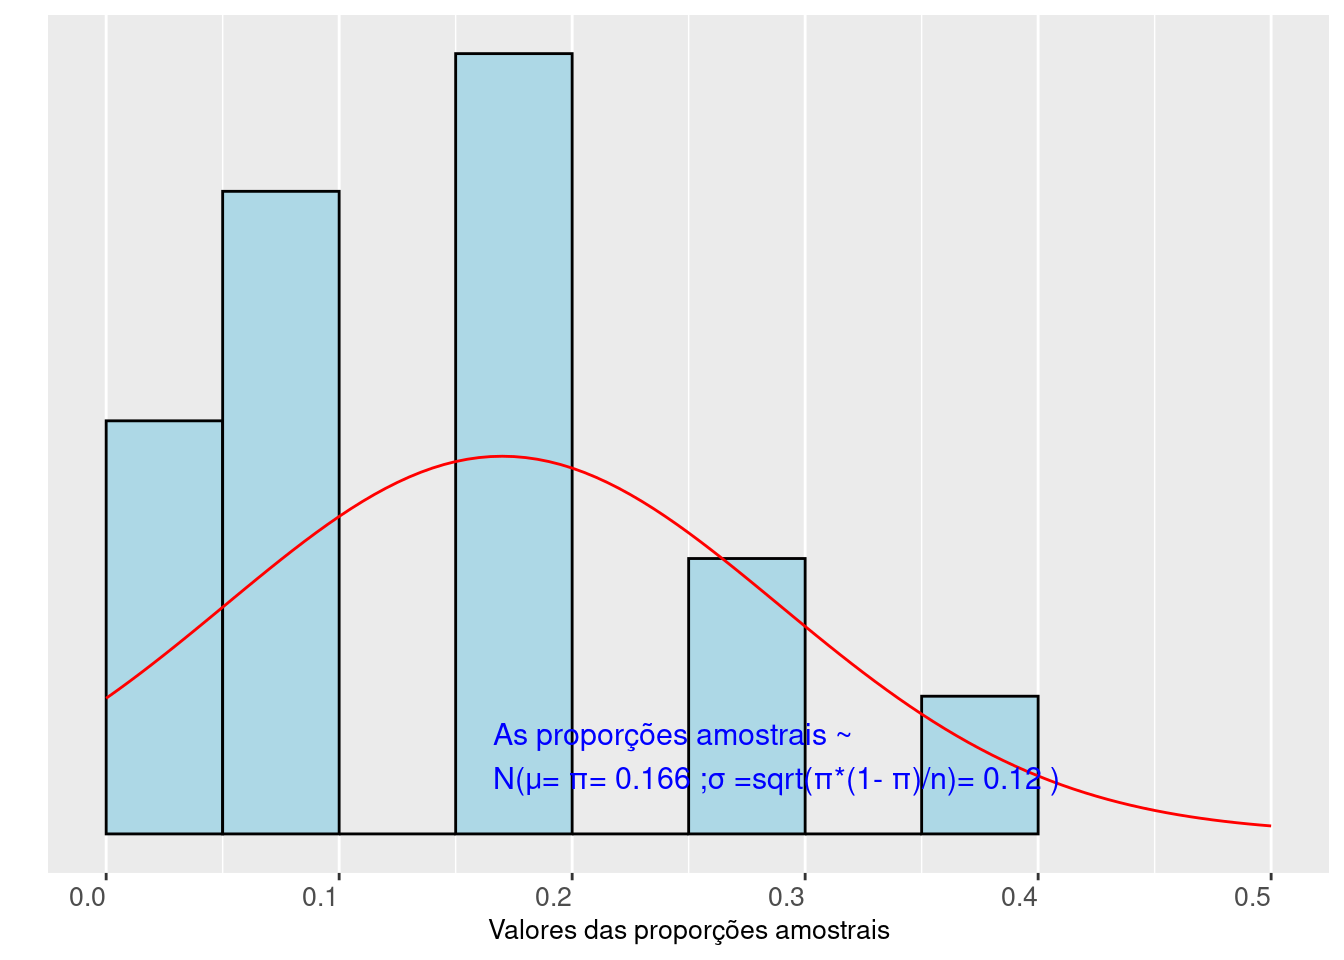 As proporções amostrais ~
N(μ= π= 0.166 ;σ =sqrt(π*(1- π)/n)= 0.12 )
0.0 0.1 0.2 0.3 0.4 0.5
Valores das proporções amostrais